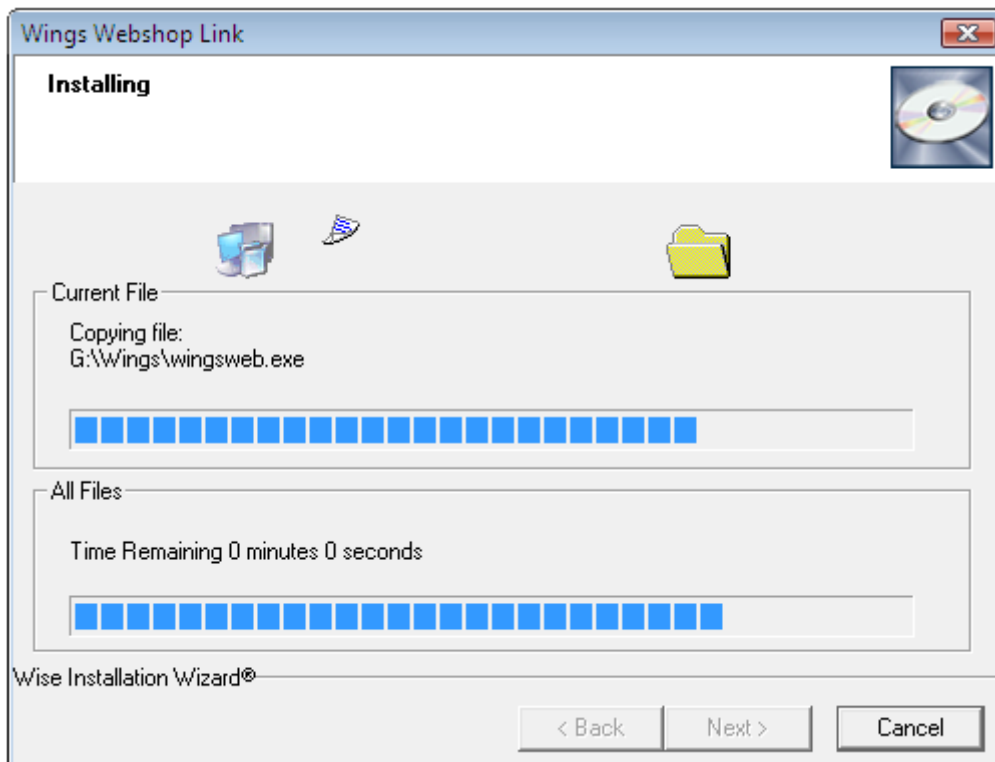 Wings Webshop Link
Installing
Current File
Copying file:
G:\Wings\wingsweb.exe
All Files
Time Remaining 0 minutes 0 seconds
Wise Installation Wizard®
< Back
Next >
Cancel